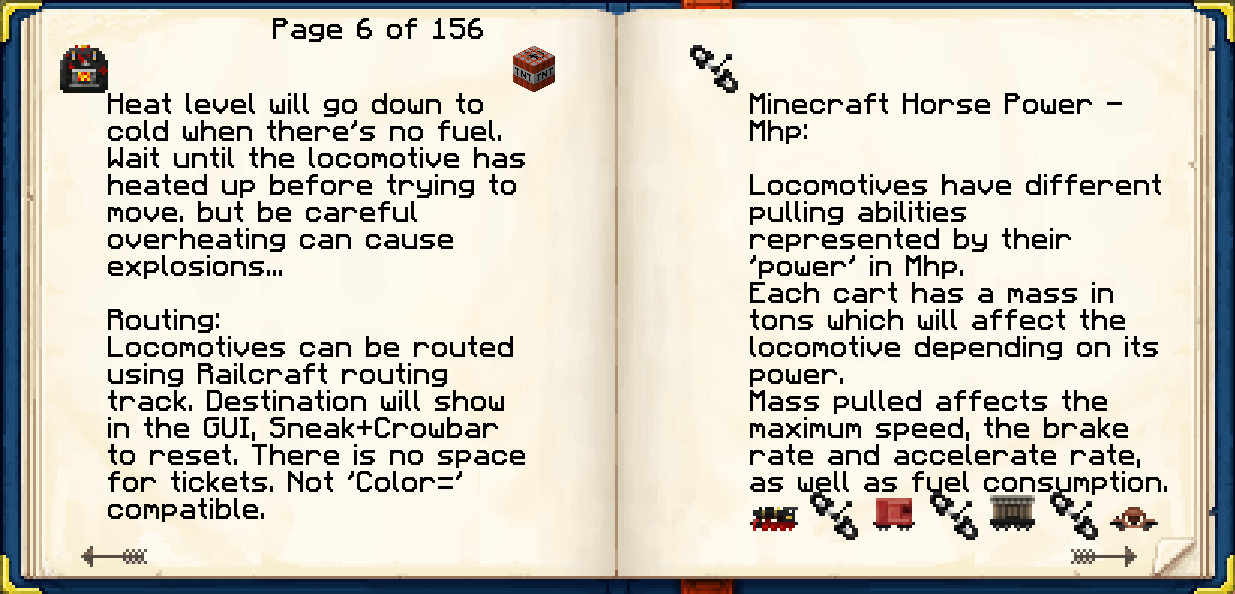 Page 6 of 156
TNT TNT
Heat level will go down to
cold when there's no fuel.
Wait until the locomotive has
heated up before trying to
move. but be careful
overheating can cause
explosions...
Routing:
Locomotives can be routed
using Railcraft routing
track. Destination will show
in the GUI, Sneak+Crowbar
to reset. There is no space
for tickets. Not 'Color='
compatible.
Minecraft Horse Power -
Mhp:
Locomotives have different
pulling abilities
represented by their
'power' in Mhp.
Each cart has a mass in
tons which will affect the
locomotive depending on its
power.
Mass pulled affects the
maximum speed, the brake
rate and accelerate rate,
as well as fuel consumption.